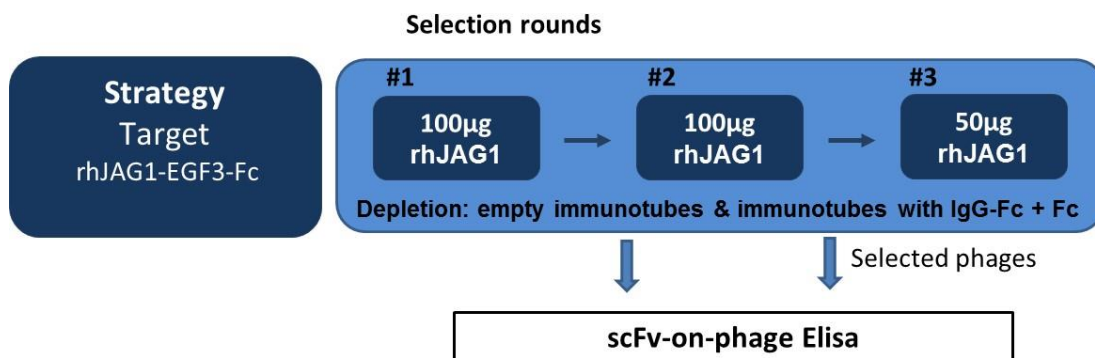 Selection rounds
Strategy
Target
rhJAG1-EGF3-Fc
#1
100µg
rhJAG1
#2
100µg
rhJAG1
#3
50µg
rhJAG1
Depletion: empty immunotubes & immunotubes with IgG-Fc + Fc
Selected phages
scFv-on-phage Elisa